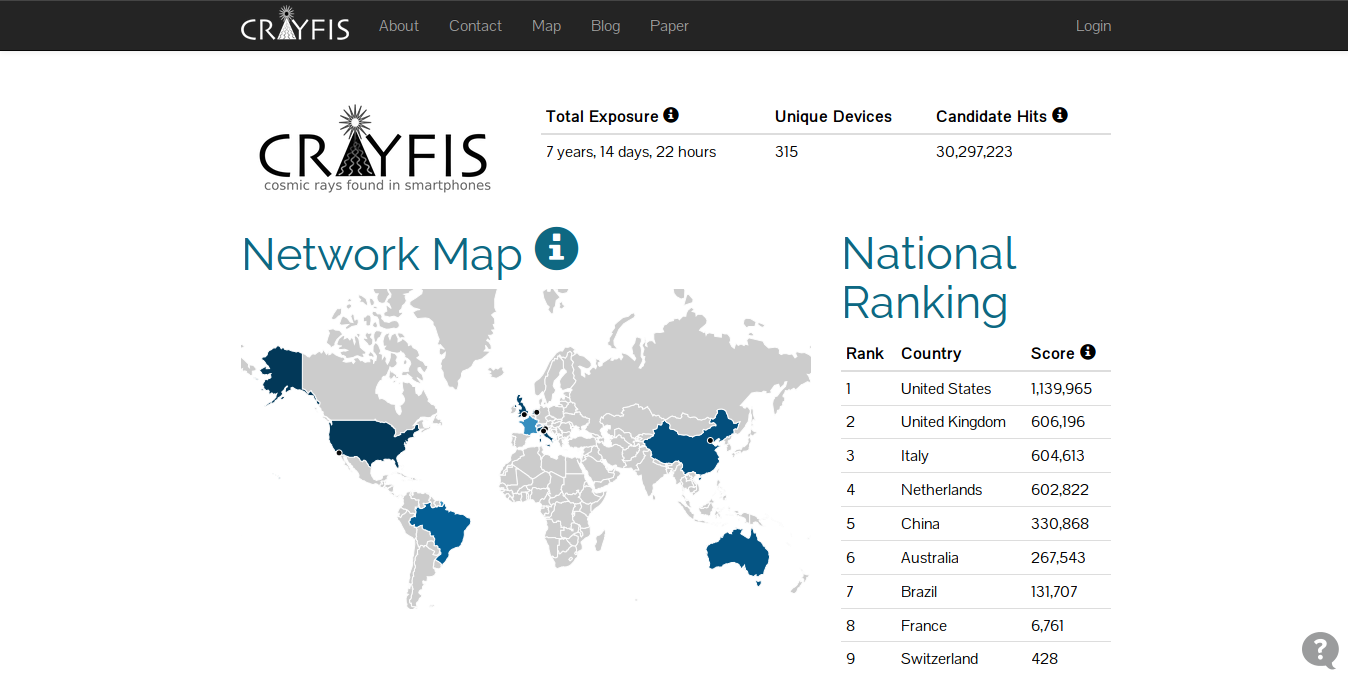 CRAYFIS About Contact Map Blog Paper Login
CRAYFIS
cosmic rays found in smartphones
Total Exposure Unique Devices Candidate Hits
7 years, 14 days, 22 hours 315 30,297,223
Network Map
National
Ranking
Rank Country Score
1 United States 1,139,965
2 United Kingdom 606,196
3 Italy 604,613
4 Netherlands 602,822
5 China 330,868
6 Australia 267,543
7 Brazil 131,707
8 France 6,761
9 Switzerland 428